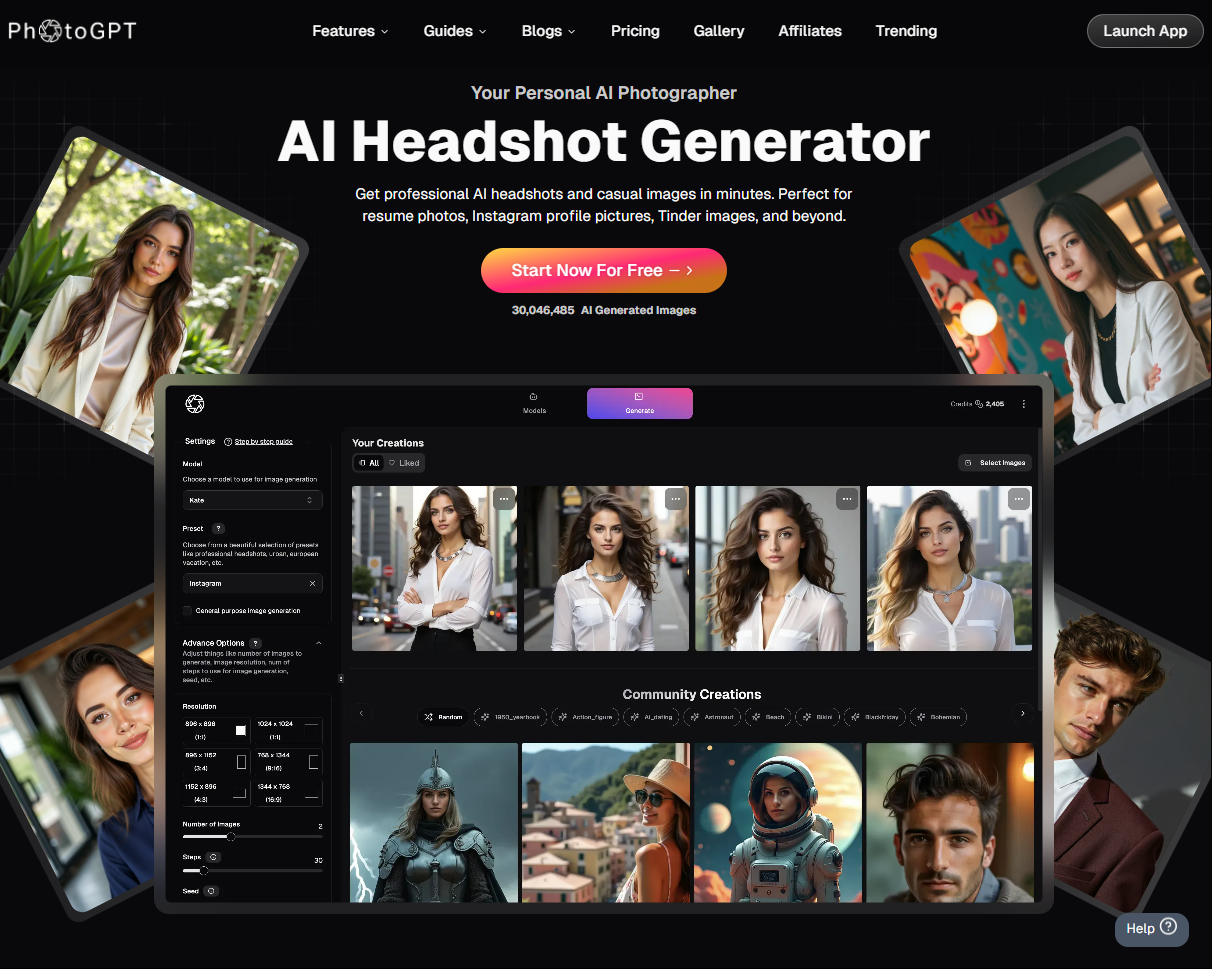 PhotoGPT
Features
Guides
Blogs
Pricing
Gallery
Affiliates
Trending
Launch App
Your Personal AI Photographer
AI Headshot Generator
Get professional AI headshots and casual images in minutes. Perfect for
resume photos, Instagram profile pictures, Tinder images, and beyond.
Start Now For Free
30,046,485 AI Generated Images
Models
Generate
Credits 2,405
Settings
? Step by step guide
Model
Choose a model to use for image generation
Kate
Preset ?
Choose from a beautiful selection of presets
like professional headshots, urban, european
vacation, etc.
Instagram
General purpose image generation
Advance Options ?
Adjust things like number of images to
generate, image resolution, num of
steps to use for image generation,
seed, etc.
Resolution
896 x 896
(1:1)
1024 x 1024
(1:1)
896 x 1152
(3:4)
768 x 1344
(9:16)
1152 x 896
(4:3)
1344 x 768
(16:9)
Number of Images 2
Steps 30
Seed
Your Creations
All
Liked
Select Images
Community Creations
Random
1960_yearbook
Action_figure
AI_dating
Astronaut
Beach
Bikini
Blackfriday
Bohemian
Help ?